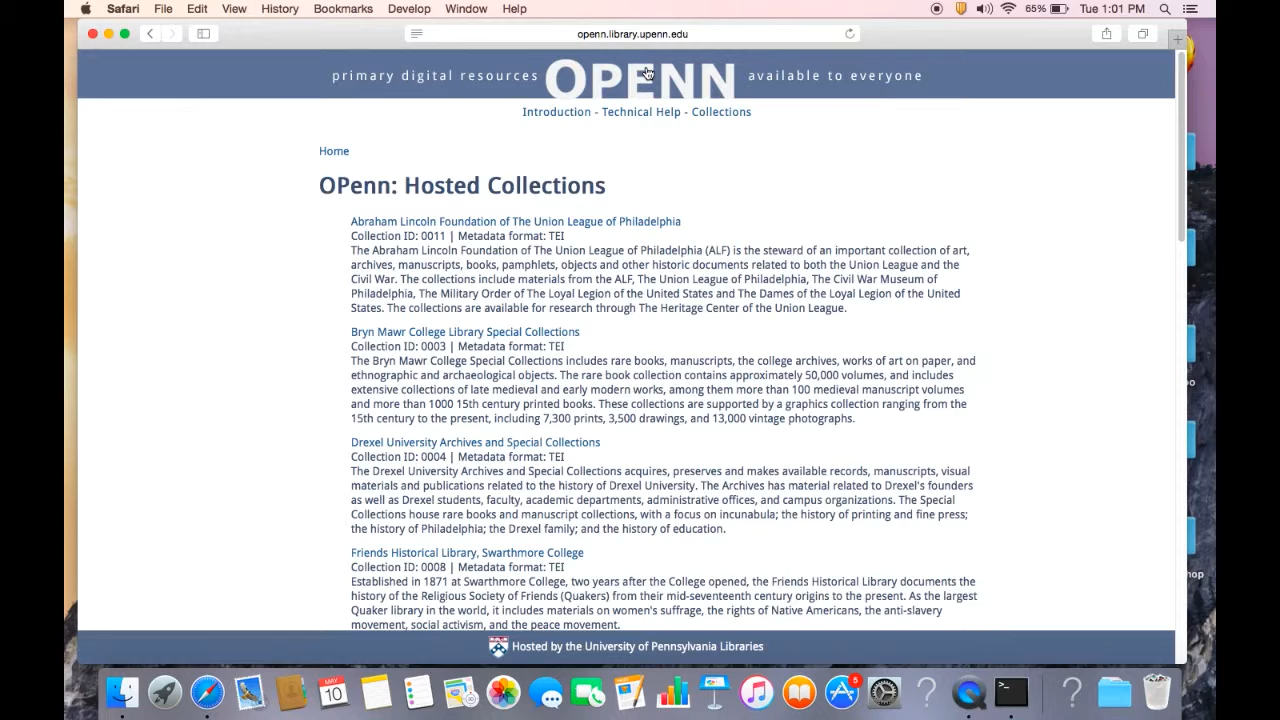 Safari File Edit View History Bookmarks Develop Window Help 65% Tue 1:01 PM
openn.library.upenn.edu
primary digital resources OPENN available to everyone
Introduction - Technical Help - Collections
Home
OPenn: Hosted Collections
Abraham Lincoln Foundation of The Union League of Philadelphia
Collection ID: 0011 | Metadata format: TEI
The Abraham Lincoln Foundation of The Union League of Philadelphia (ALF) is the steward of an important collection of art,
archives, manuscripts, books, pamphlets, objects and other historic documents related to both the Union League and the
Civil War. The collections include materials from the ALF, The Union League of Philadelphia, The Civil War Museum of
Philadelphia, The Military Order of The Loyal Legion of the United States and The Dames of the Loyal Legion of the United
States. The collections are available for research through The Heritage Center of the Union League.
Bryn Mawr College Library Special Collections
Collection ID: 0003 | Metadata format: TEI
The Bryn Mawr College Special Collections includes rare books, manuscripts, the college archives, works of art on paper, and
ethnographic and archaeological objects. The rare book collection contains approximately 50,000 volumes, and includes
extensive collections of late medieval and early modern works, among them more than 100 medieval manuscript volumes
and more than 1000 15th century printed books. These collections are supported by a graphics collection ranging from the
15th century to the present, including 7,300 prints, 3,500 drawings, and 13,000 vintage photographs.
Drexel University Archives and Special Collections
Collection ID: 0004 | Metadata format: TEI
The Drexel University Archives and Special Collections acquires, preserves and makes available records, manuscripts, visual
materials and publications related to the history of Drexel University. The Archives has material related to Drexel's founders
as well as Drexel students, faculty, academic departments, administrative offices, and campus organizations. The Special
Collections house rare books and manuscript collections, with a focus on incunabula; the history of printing and fine press;
the history of Philadelphia; the Drexel family; and the history of education.
Friends Historical Library, Swarthmore College
Collection ID: 0008 | Metadata format: TEI
Established in 1871 at Swarthmore College, two years after the College opened, the Friends Historical Library documents the
history of the Religious Society of Friends (Quakers) from their mid-seventeenth century origins to the present. As the largest
Quaker library in the world, it includes materials on women's suffrage, the rights of Native Americans, the anti-slavery
movement, social activism, and the peace movement.
Hosted by the University of Pennsylvania Libraries
MAY
10
5